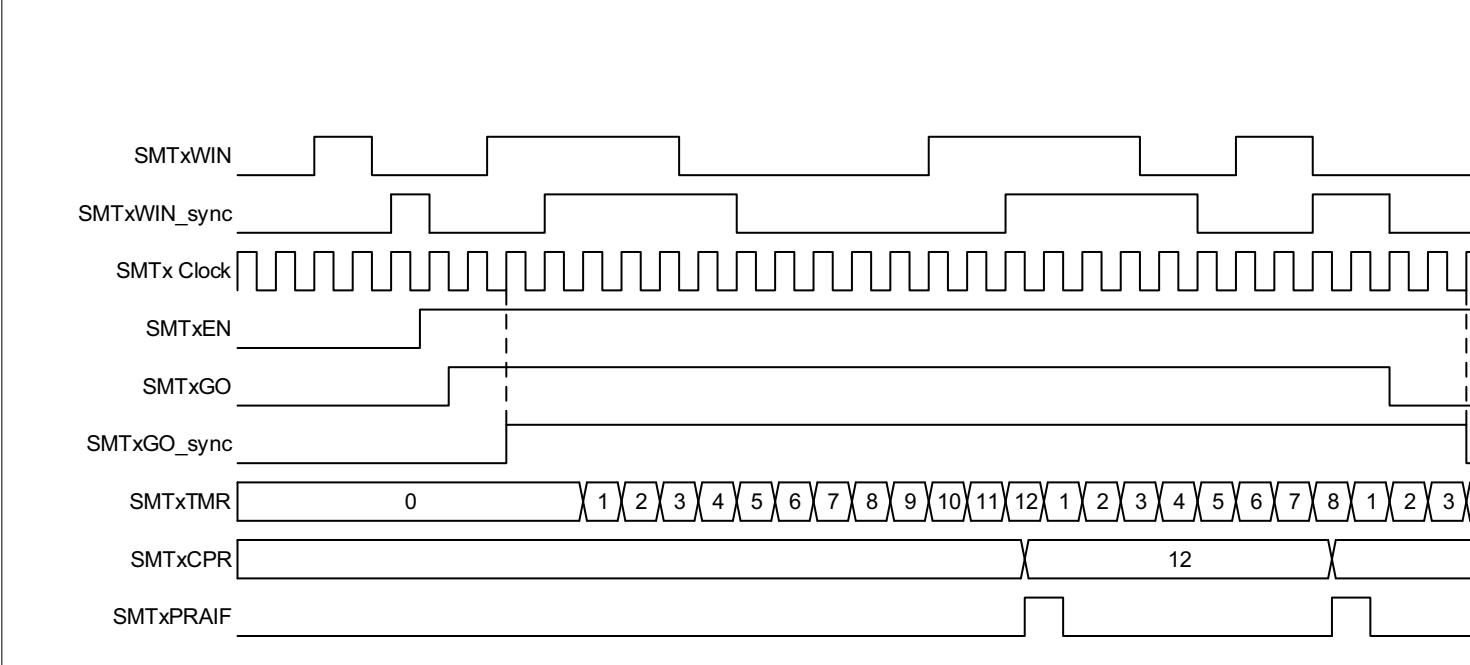 SMTxWIN
SMTxWIN_sync
SMTx Clock
SMTxEN
SMTxGO
SMTxGO_sync
SMTxTMR 0 1 2 3 4 5 6 7 8 9 10 11 12 1 2 3 4 5 6 7 8 1 2 3
SMTxCPR 12
SMTxPRAIF